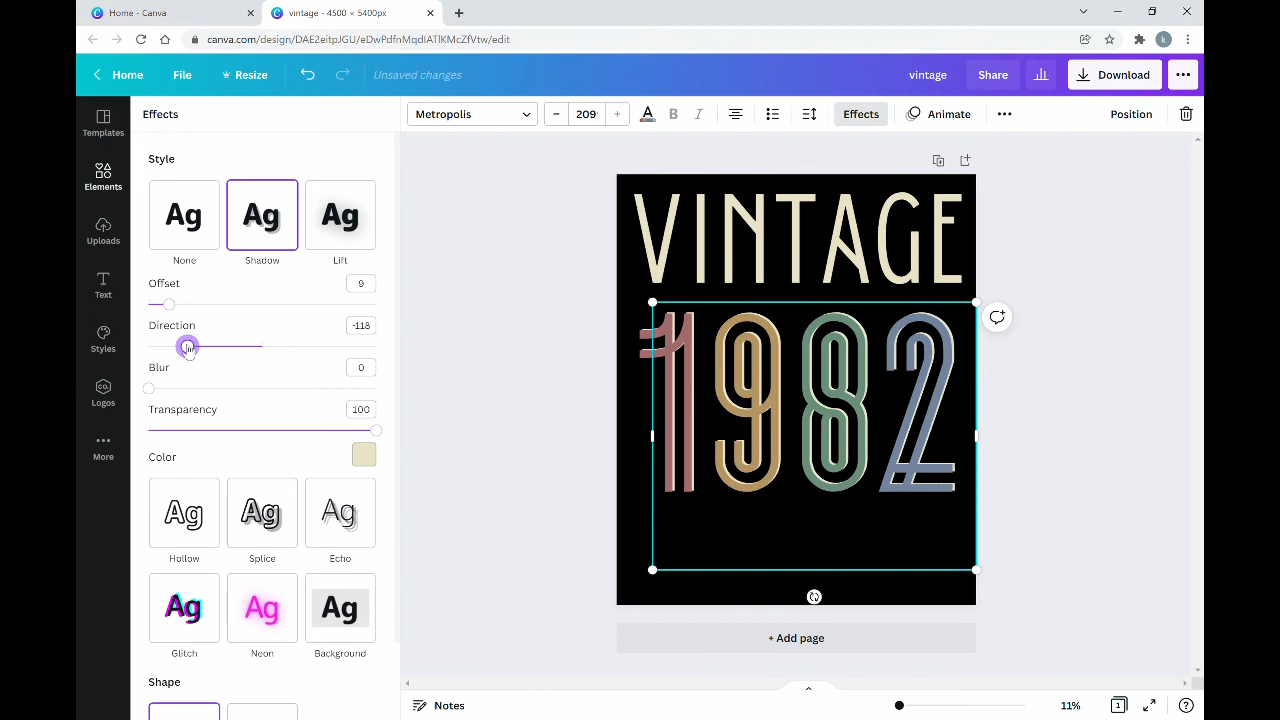 Home - Canva
vintage - 4500 × 5400px
canva.com/design/DAE2eitpJGU/eDwPdfnMqdIATlKMcZfVtw/edit
k
Home
File
Resize
Unsaved changes
vintage
Share
Download
Templates
Elements
Uploads
Text
Styles
CO.
Logos
More
Effects
Metropolis
209
A
B
I
Effects
Animate
Position
Style
Ag
Ag
Ag
None
Shadow
Lift
Offset
9
Direction
-118
Blur
0
Transparency
100
Color
Ag
Ag
Ag
Hollow
Splice
Echo
Ag
Ag
Ag
Glitch
Neon
Background
Shape
VINTAGE
1982
+ Add page
Notes
11%
1